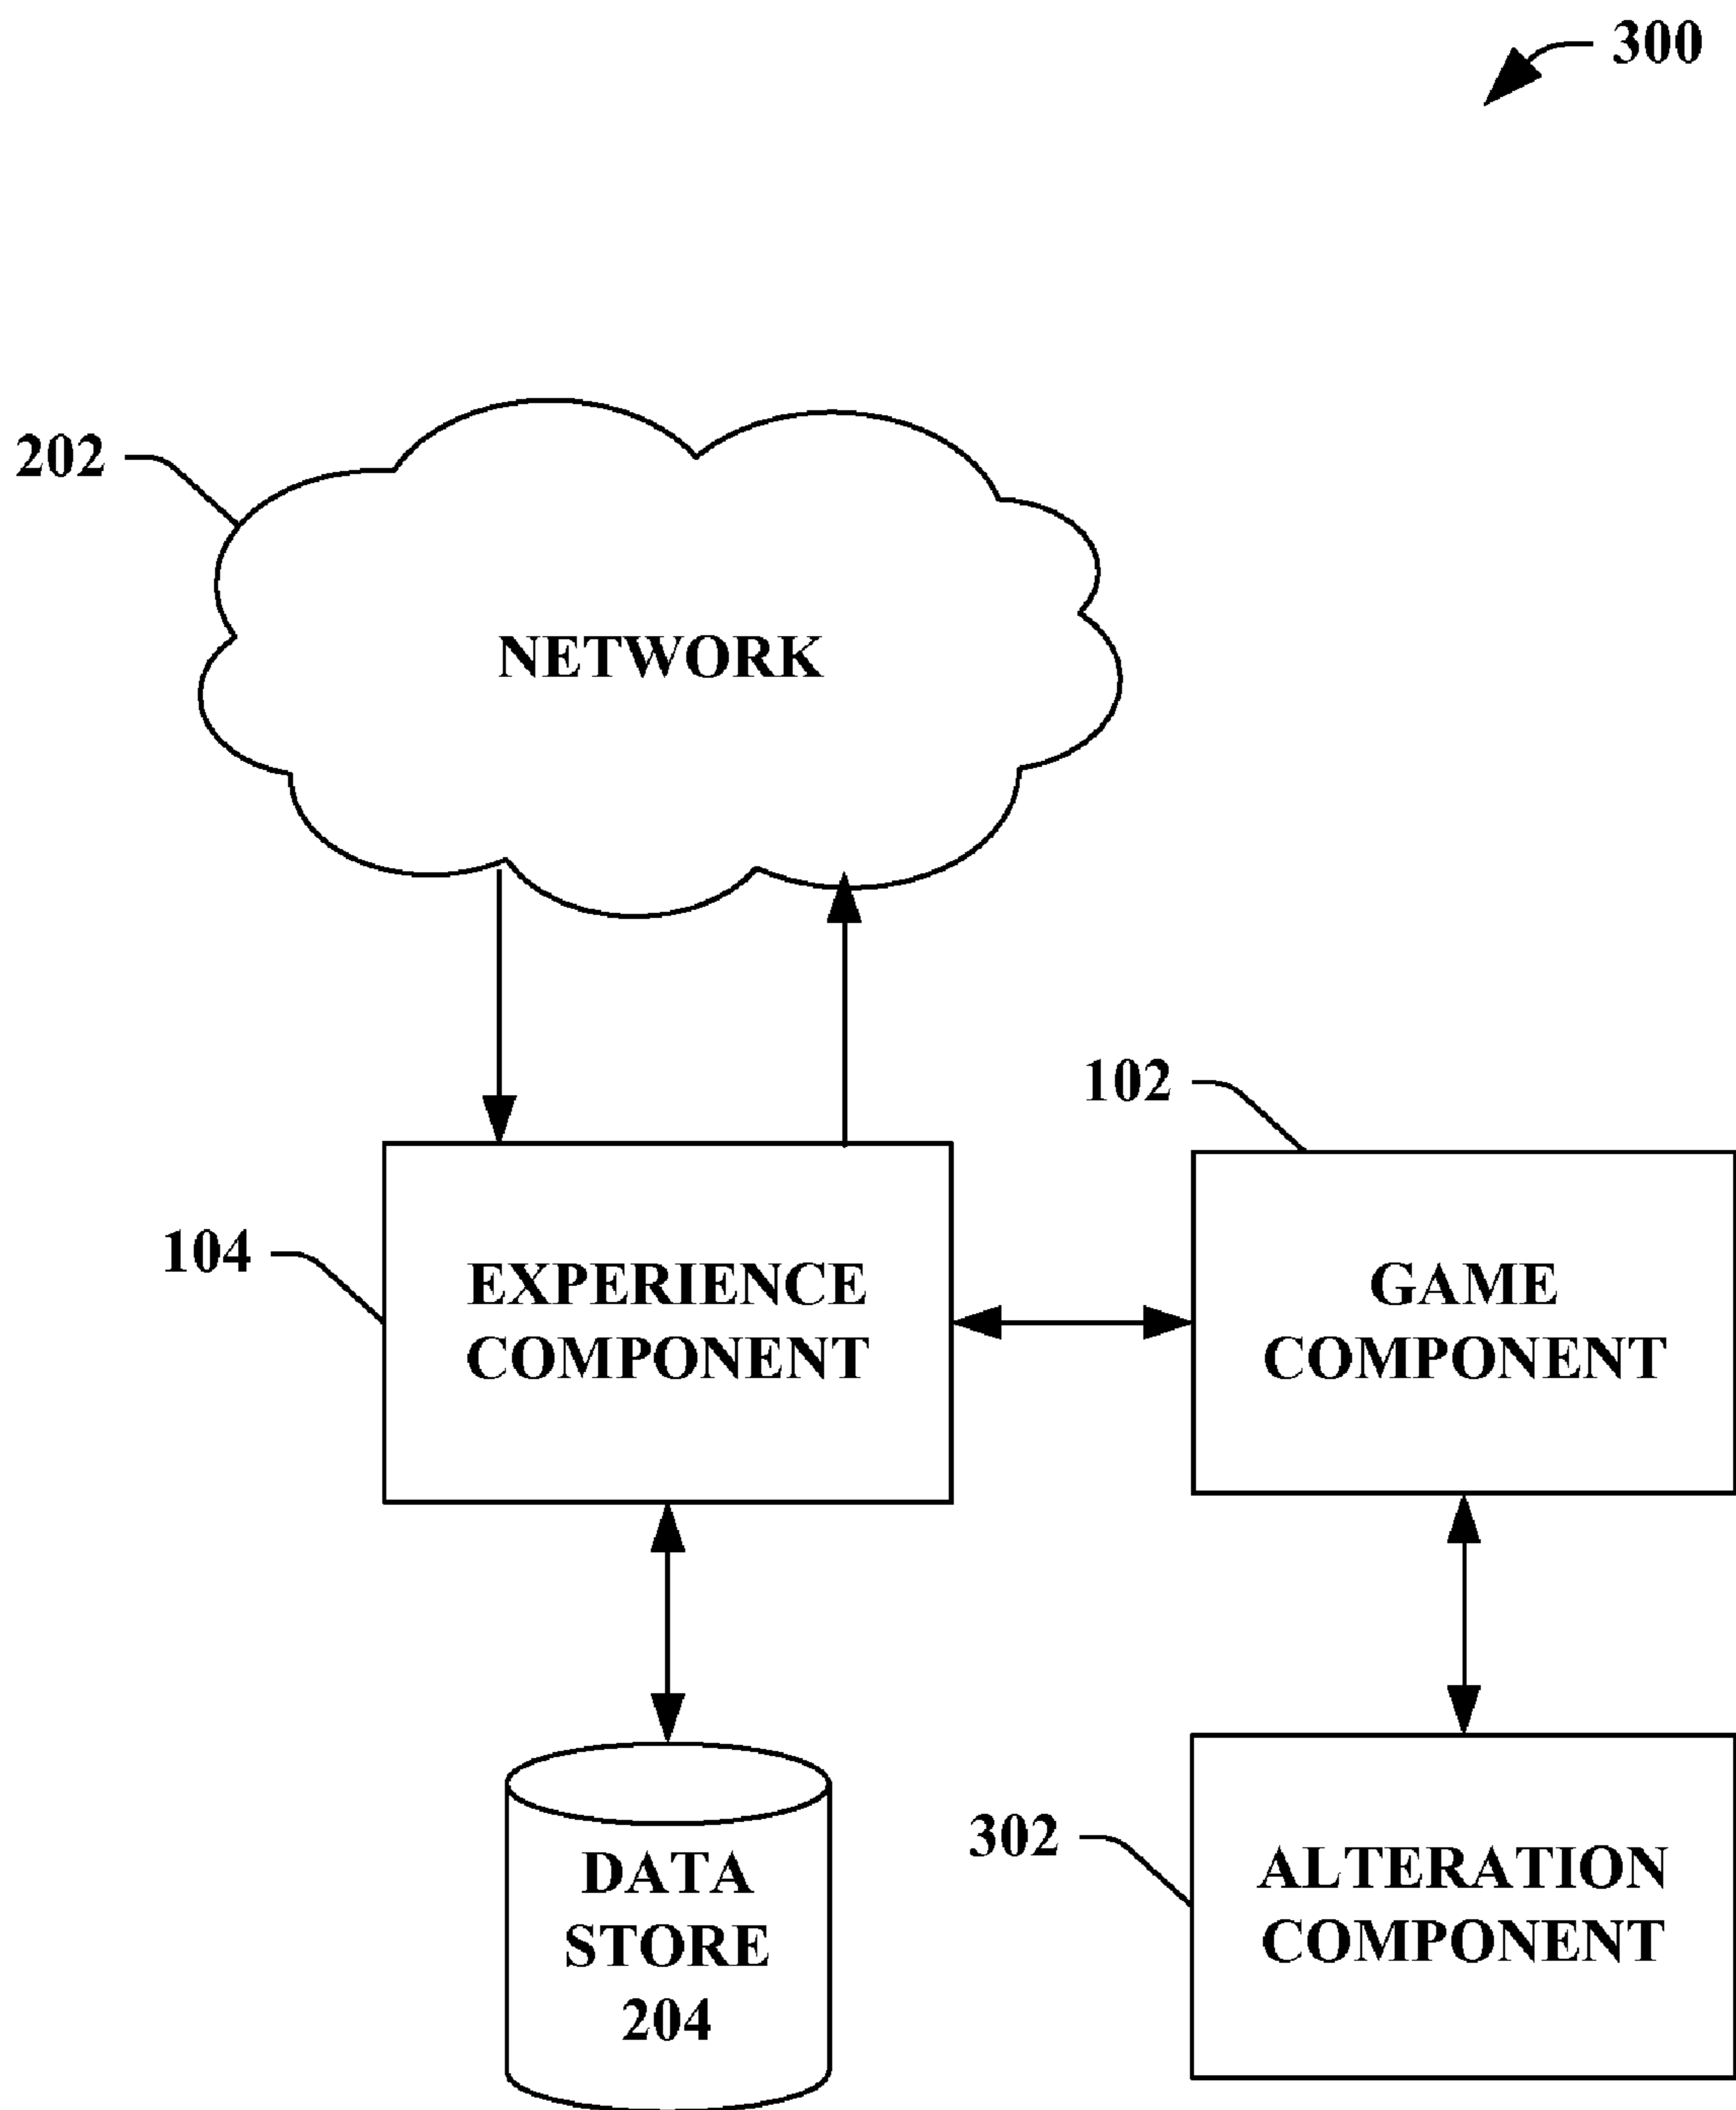 300
202
NETWORK
102
104
EXPERIENCE
COMPONENT
GAME
COMPONENT
302
DATA
STORE
204
ALTERATION
COMPONENT